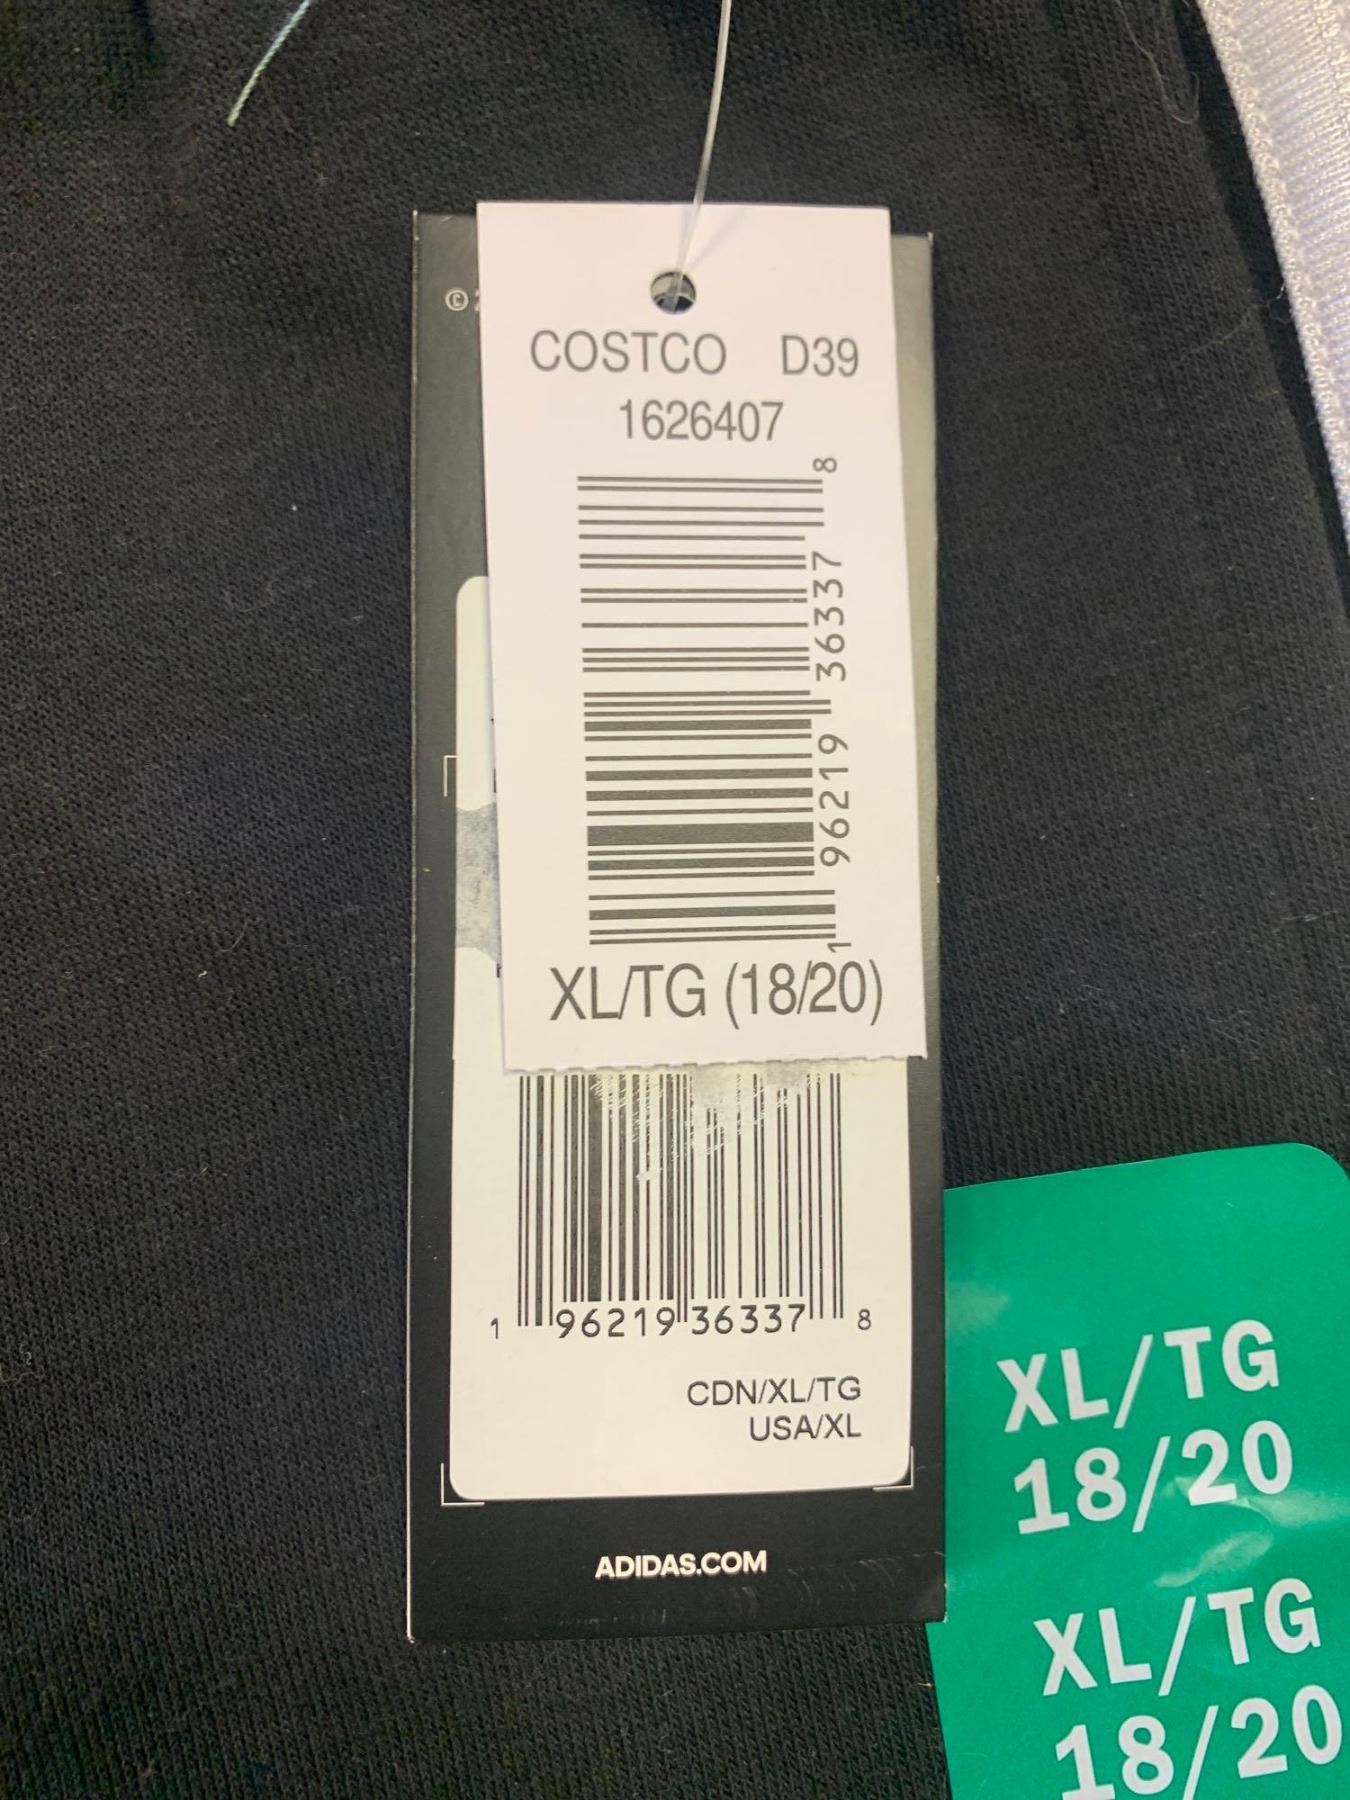 ©
COSTCO D39
1626407
1 96219 36337 8
XL/TG (18/20)
1 96219 36337 8
CDN/XL/TG
USA/XL
ADIDAS.COM
XL/TG
18/20
XL/TG
18/20